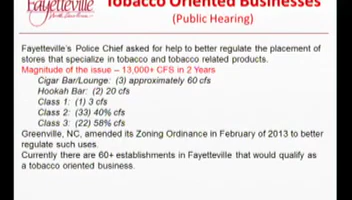 Tobacco Oriented Businesses
Fayetteville
(Public Hearing)
Fayetteville's Police Chief asked for help to better regulate the placement of
stores that specialize in tobacco and tobacco related products.
Magnitude of the issue – 13,000+ CFS in 2 Years
Cigar Bar/Lounge: (3) approximately 60 cfs
Hookah Bar: (2) 20 cfs
Class 1: (1) 3 cfs
Class 2: (33) 40% cfs
Class 3: (22) 58% cfs
Greenville, NC, amended its Zoning Ordinance in February of 2013 to better
regulate such uses.
Currently there are 60+ establishments in Fayetteville that would qualify as
a tobacco oriented business.